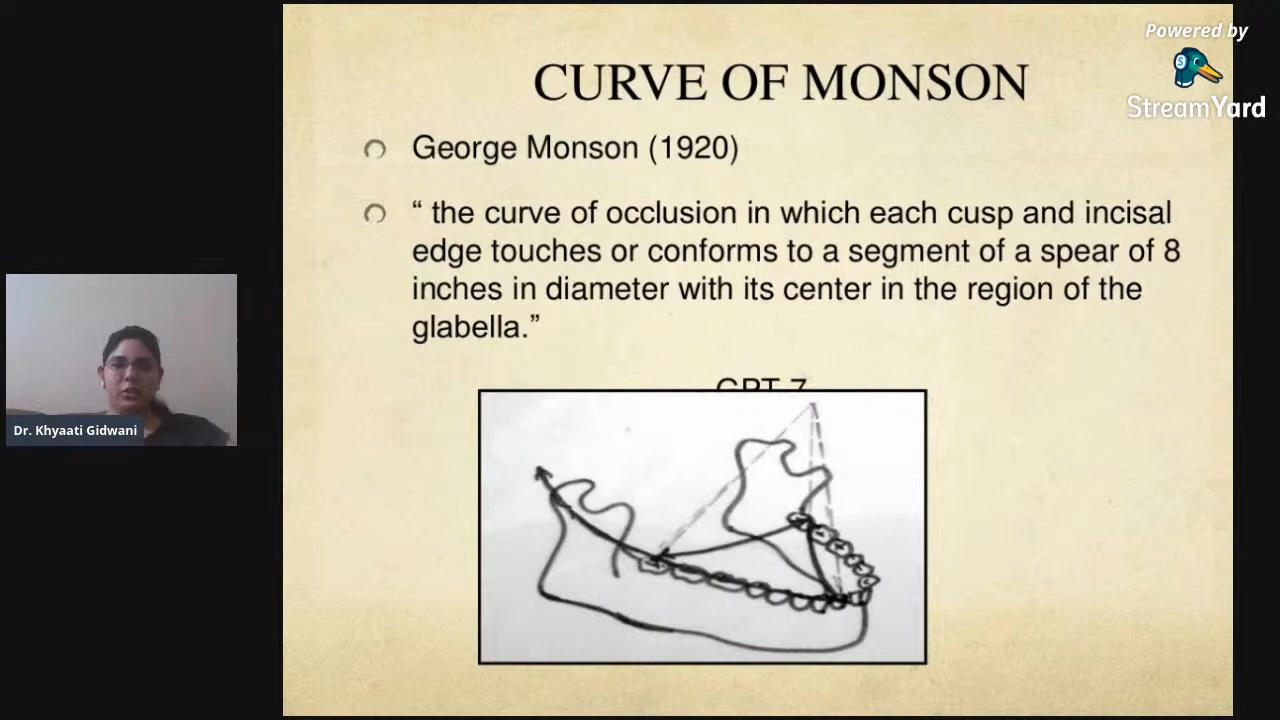 Powered by
StreamYard
CURVE OF MONSON
George Monson (1920)
“ the curve of occlusion in which each cusp and incisal
edge touches or conforms to a segment of a spear of 8
inches in diameter with its center in the region of the
glabella.”
GPT 7
Dr. Khyaati Gidwani